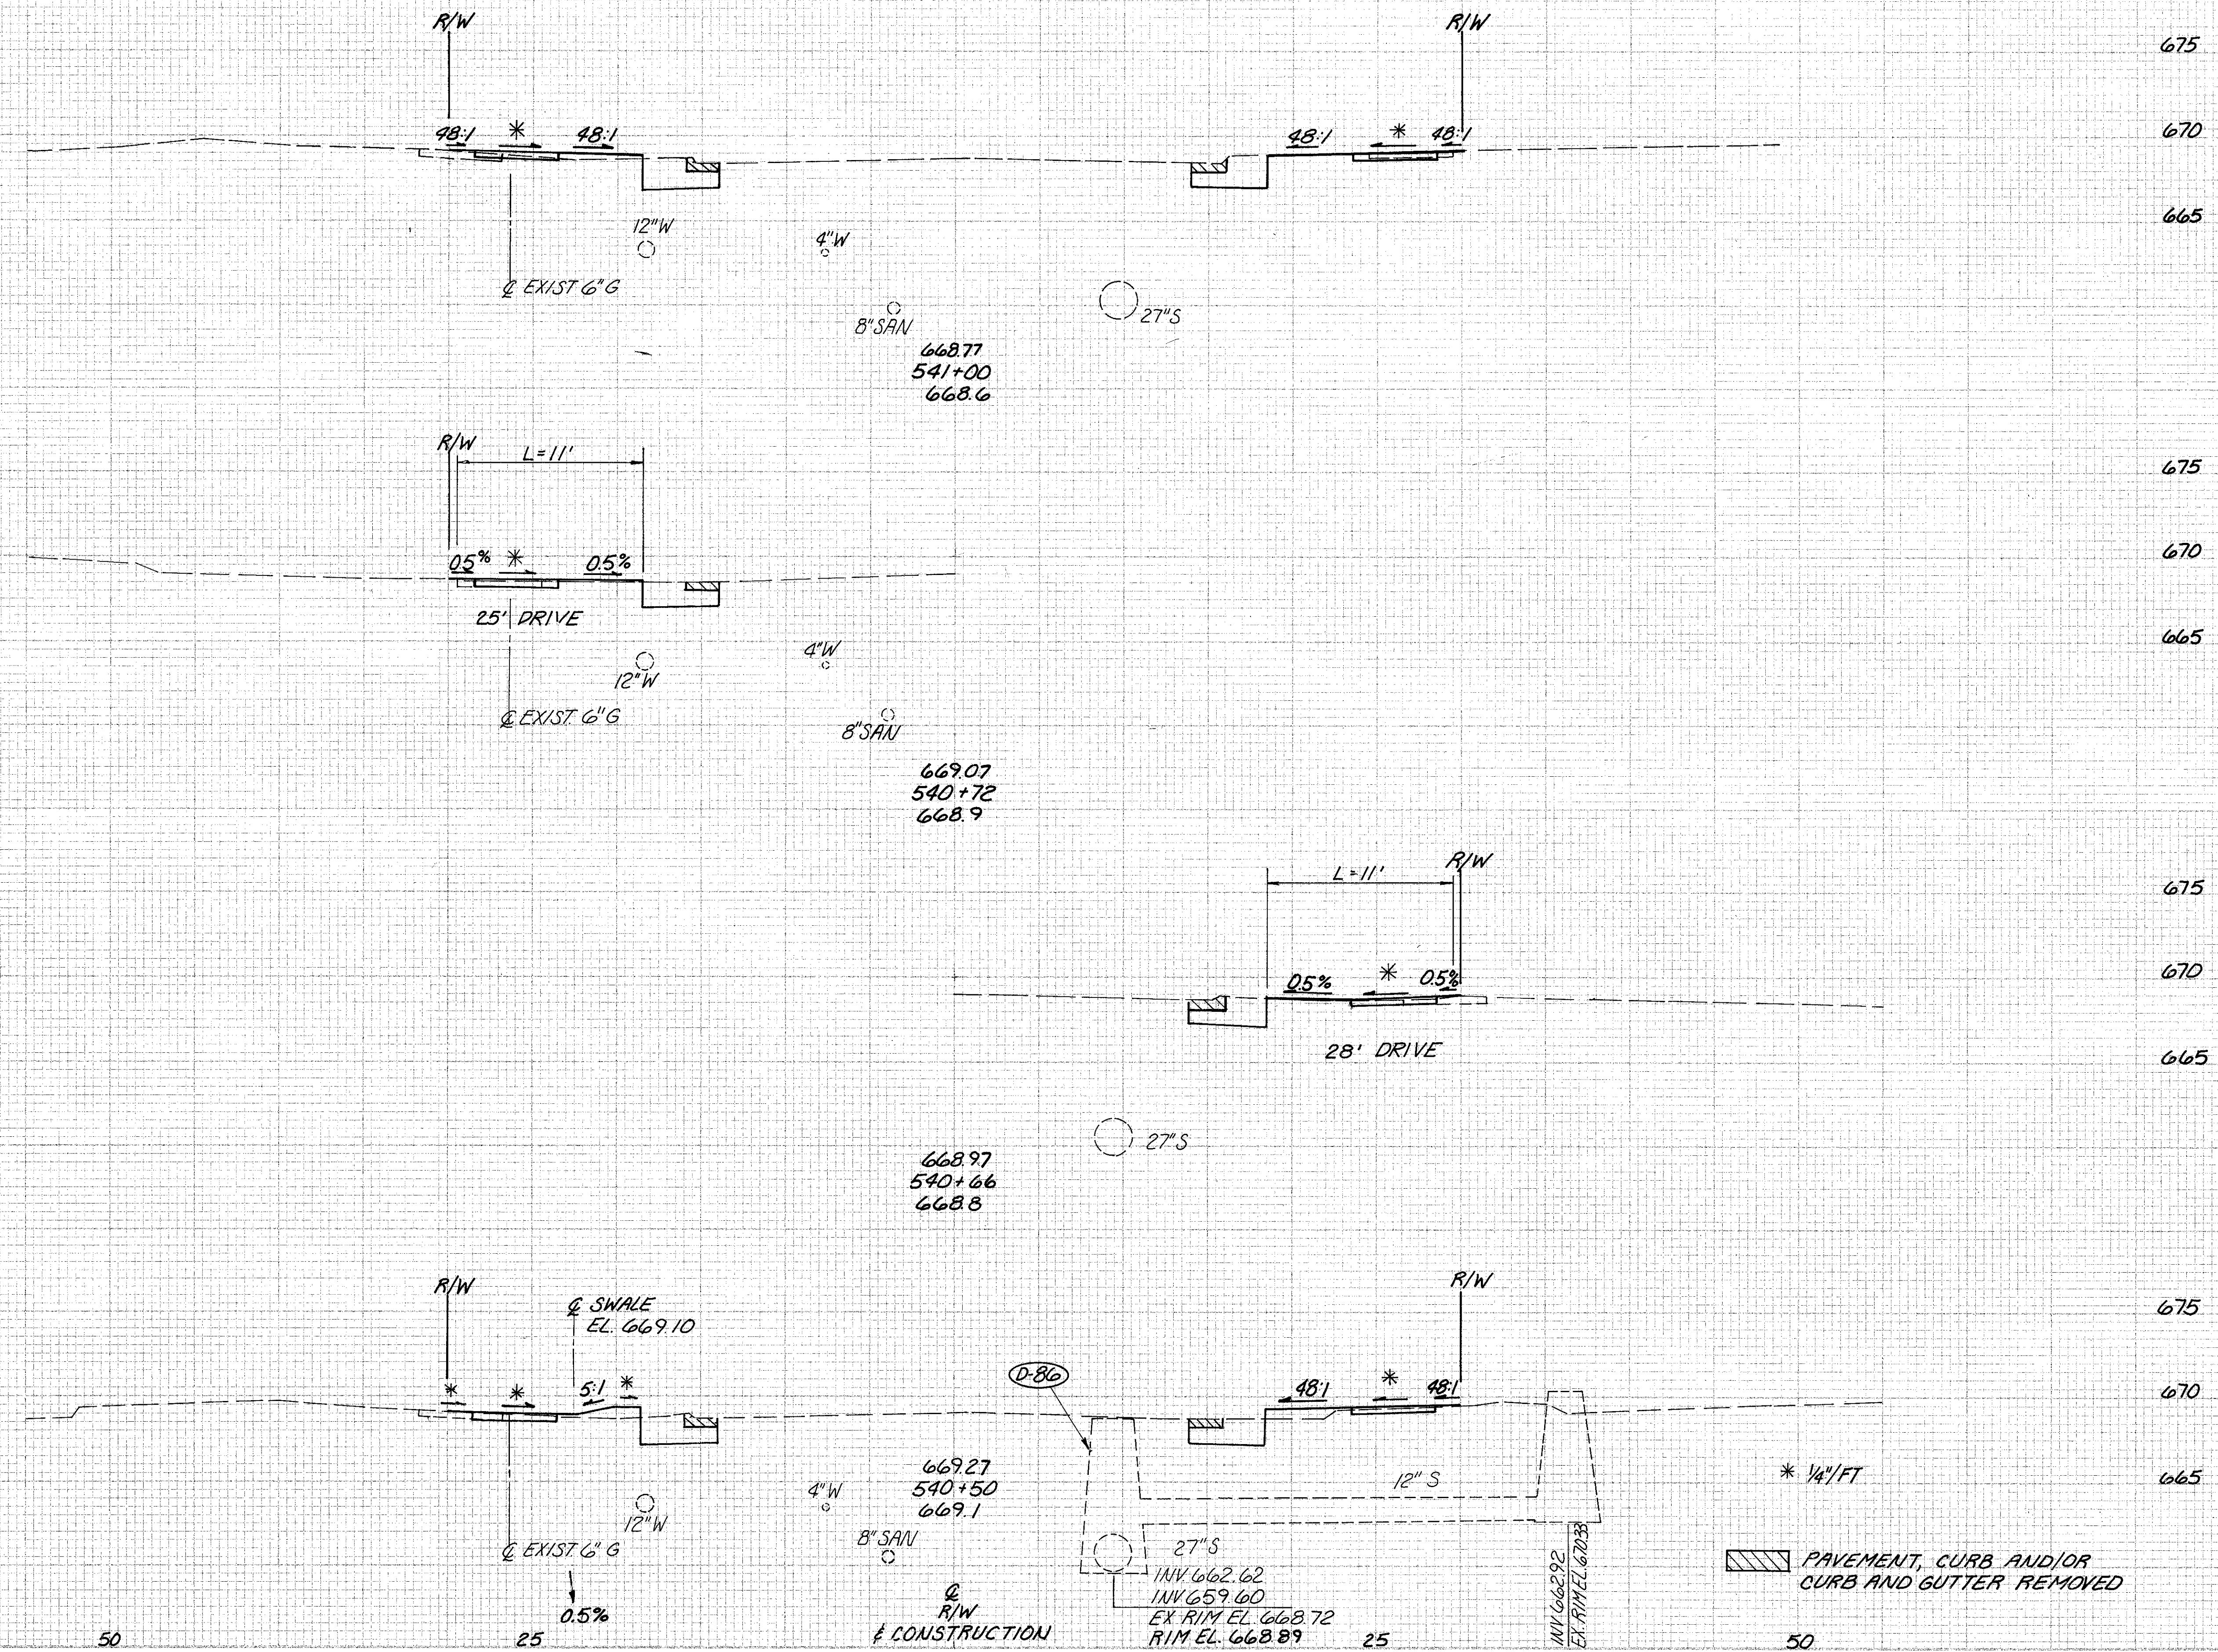 R/W
R/W
675
48:1 * 48:1
48:1 * 48:1
670
665
12"W
4"W
℄ EXIST 6"G
8"SAN
27"S
668.77
541+00
668.6
R/W
L=11'
675
0.5% * 0.5%
670
25' DRIVE
665
4"W
12"W
℄ EXIST. 6"G
8"SAN
669.07
540+72
668.9
R/W
L=11'
675
0.5% * 0.5%
670
28' DRIVE
665
27"S
668.97
540+66
668.8
R/W
R/W
℄ SWALE
EL. 669.10
675
D-86
* * 5:1 *
48:1 * 48:1
670
669.27
540+50
669.1
4"W
12"W
8"SAN
12" S
* 1/4"/FT
665
℄ EXIST. 6" G
0.5%
27"S
INV. 662.62
INV 659.60
EX RIM EL. 668.72
RIM EL. 668.89
INV 662.92
EX. RIM EL. 670.33
PAVEMENT, CURB AND/OR
CURB AND GUTTER REMOVED
℄
R/W
& CONSTRUCTION
50
25
25
50